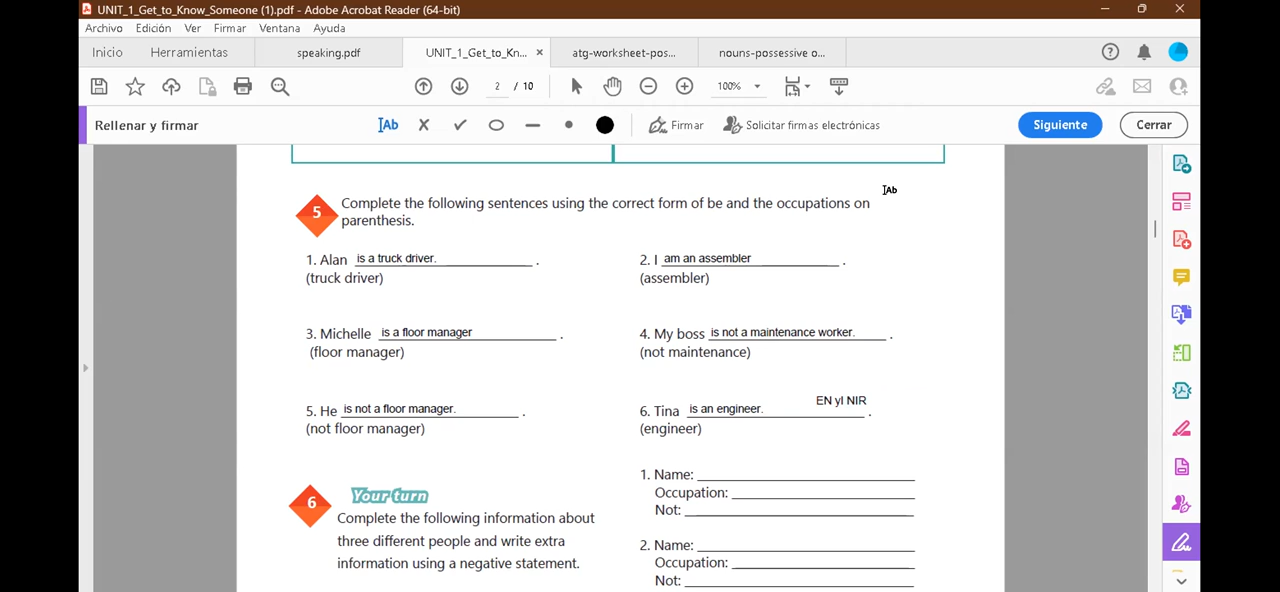 UNIT_1_Get_to_Know_Someone (1).pdf - Adobe Acrobat Reader (64-bit)
Archivo Edición Ver Firmar Ventana Ayuda
Inicio Herramientas speaking.pdf UNIT_1_Get_to_Kn... × atg-worksheet-pos... nouns-possessive o...
2 / 10 100%
Rellenar y firmar Ab Firmar Solicitar firmas electrónicas Siguiente Cerrar
Ab
5 Complete the following sentences using the correct form of be and the occupations on
parenthesis.
1. Alan is a truck driver. .
(truck driver)
2. I am an assembler .
(assembler)
3. Michelle is a floor manager .
(floor manager)
4. My boss is not a maintenance worker. .
(not maintenance)
5. He is not a floor manager. .
(not floor manager)
EN yI NIR
6. Tina is an engineer. .
(engineer)
6 Your turn
Complete the following information about
three different people and write extra
information using a negative statement.
1. Name:
Occupation:
Not:
2. Name:
Occupation:
Not: